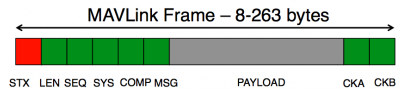 MAVLink Frame – 8-263 bytes
STX LEN SEQ SYS COMP MSG PAYLOAD CKA CKB